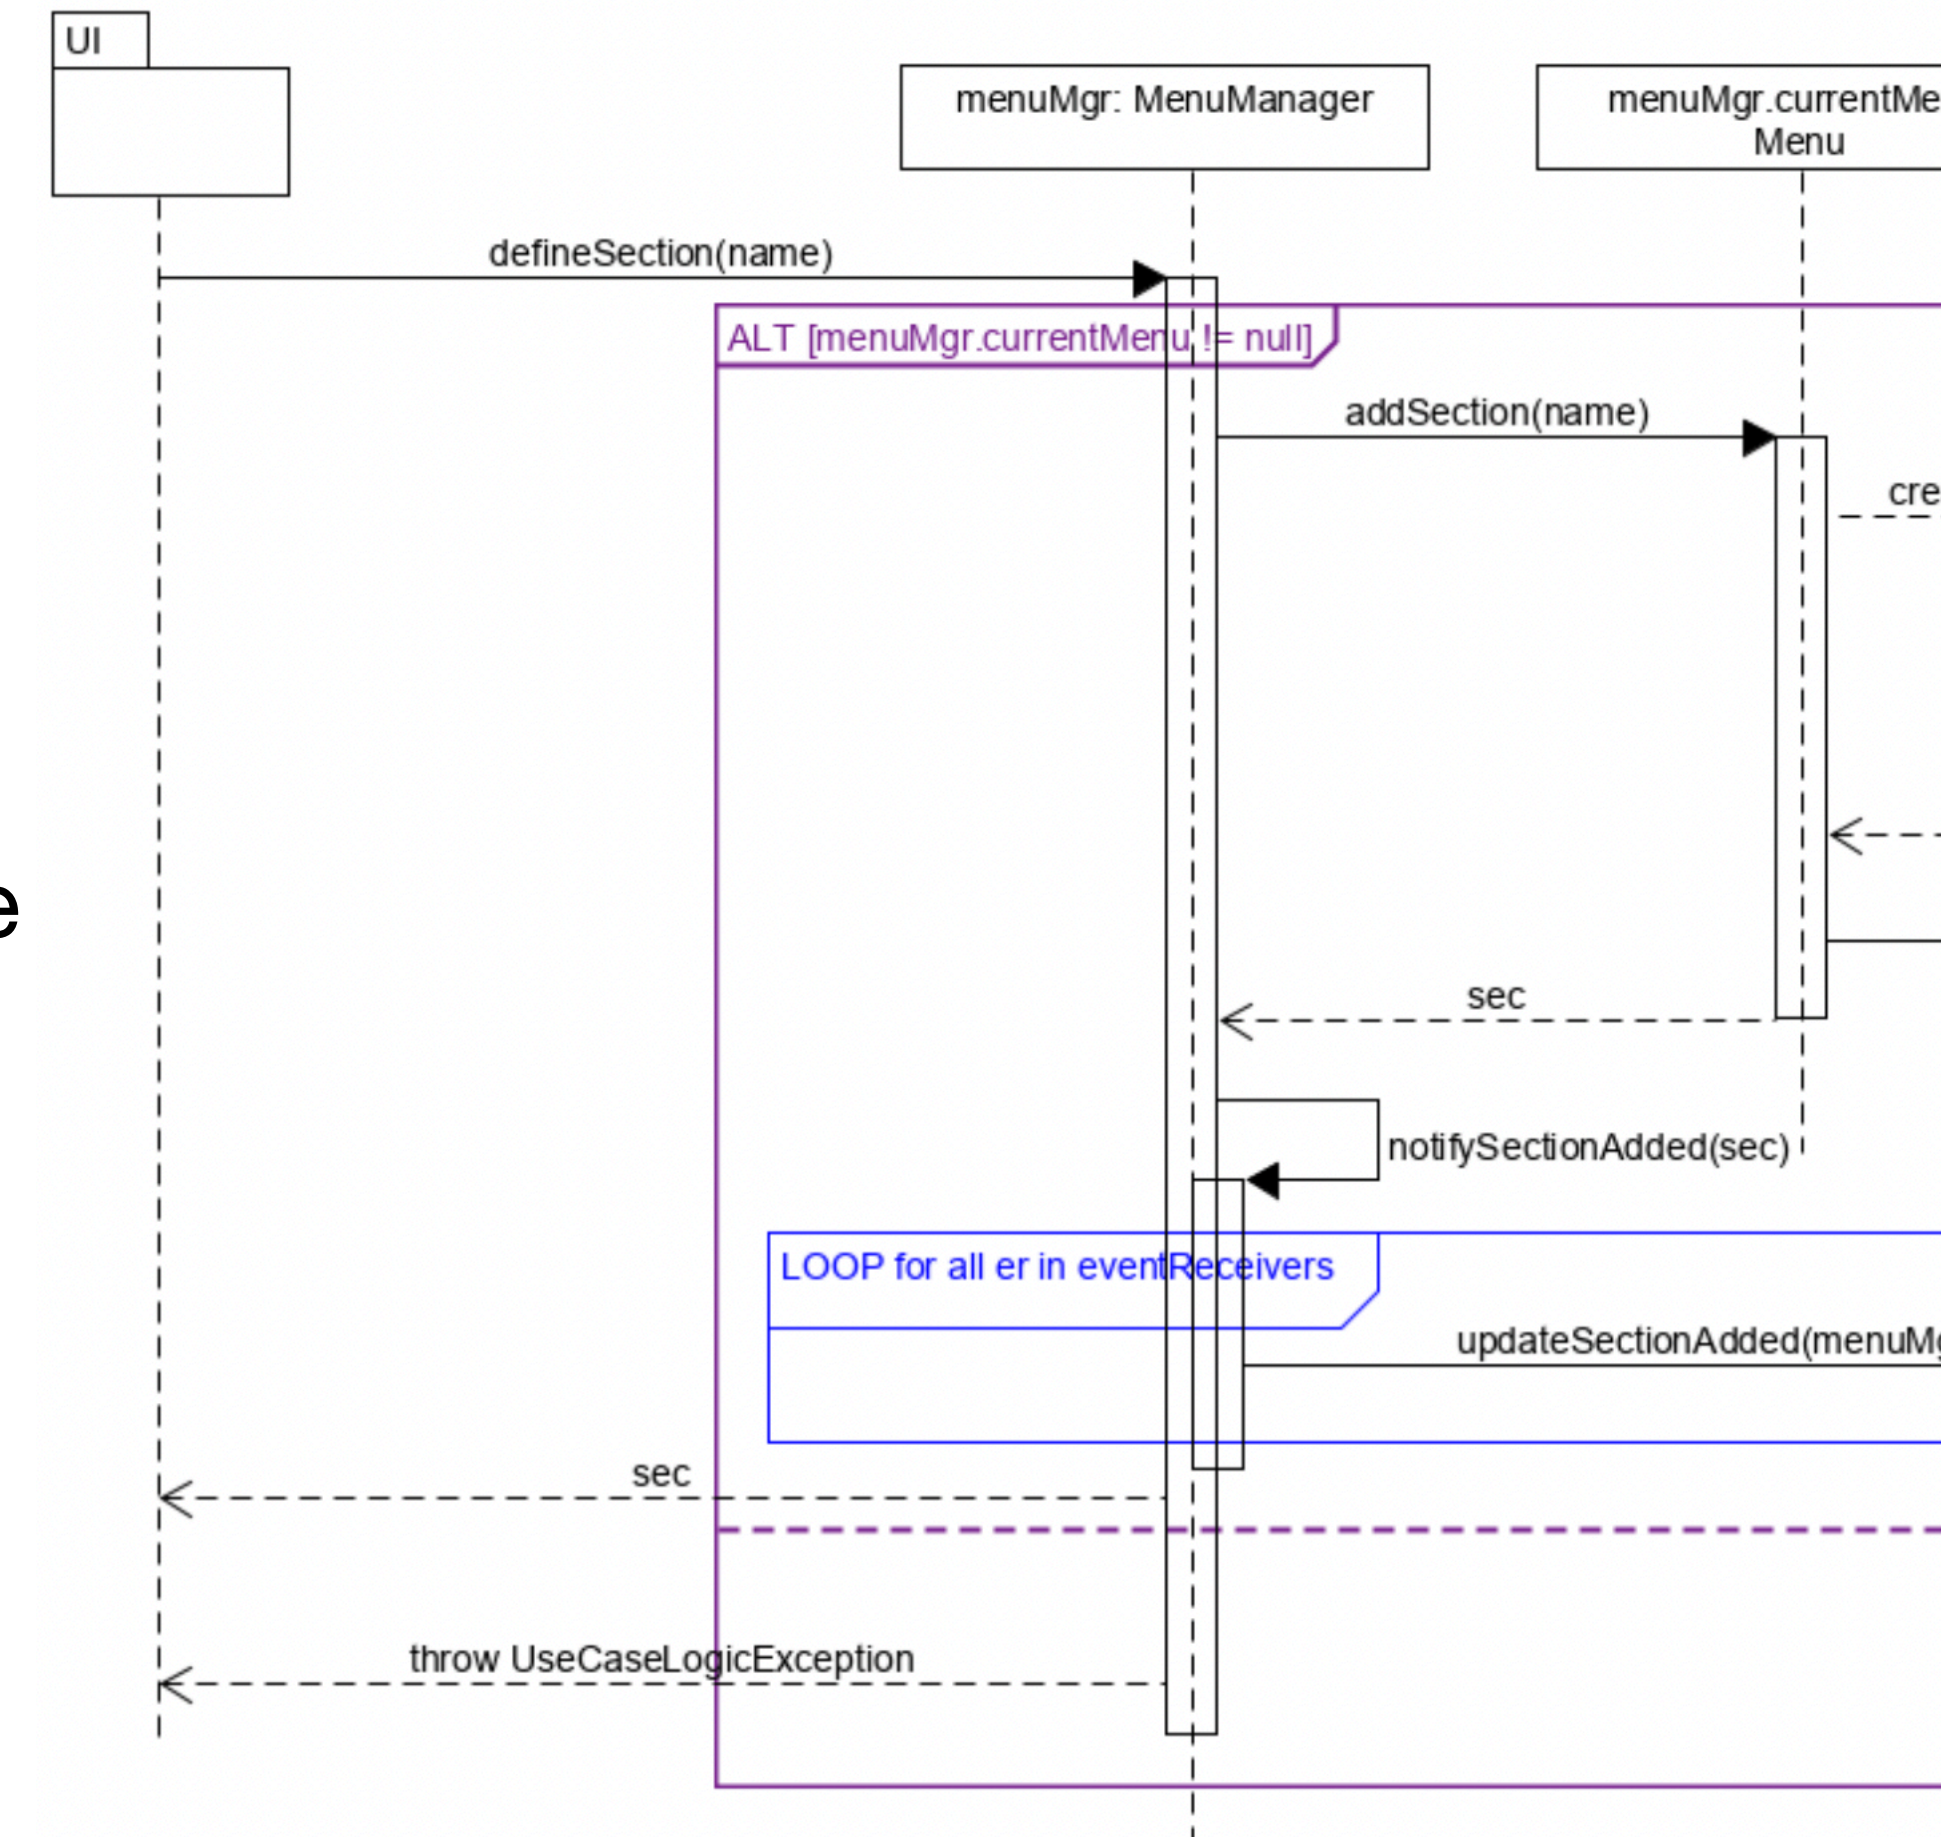 UI
menuMgr: MenuManager
menuMgr.currentMe
Menu
defineSection(name)
ALT [menuMgr.currentMenu != null]
addSection(name)
cre
e
sec
notifySectionAdded(sec)
LOOP for all er in eventReceivers
updateSectionAdded(menuMg
sec
throw UseCaseLogicException